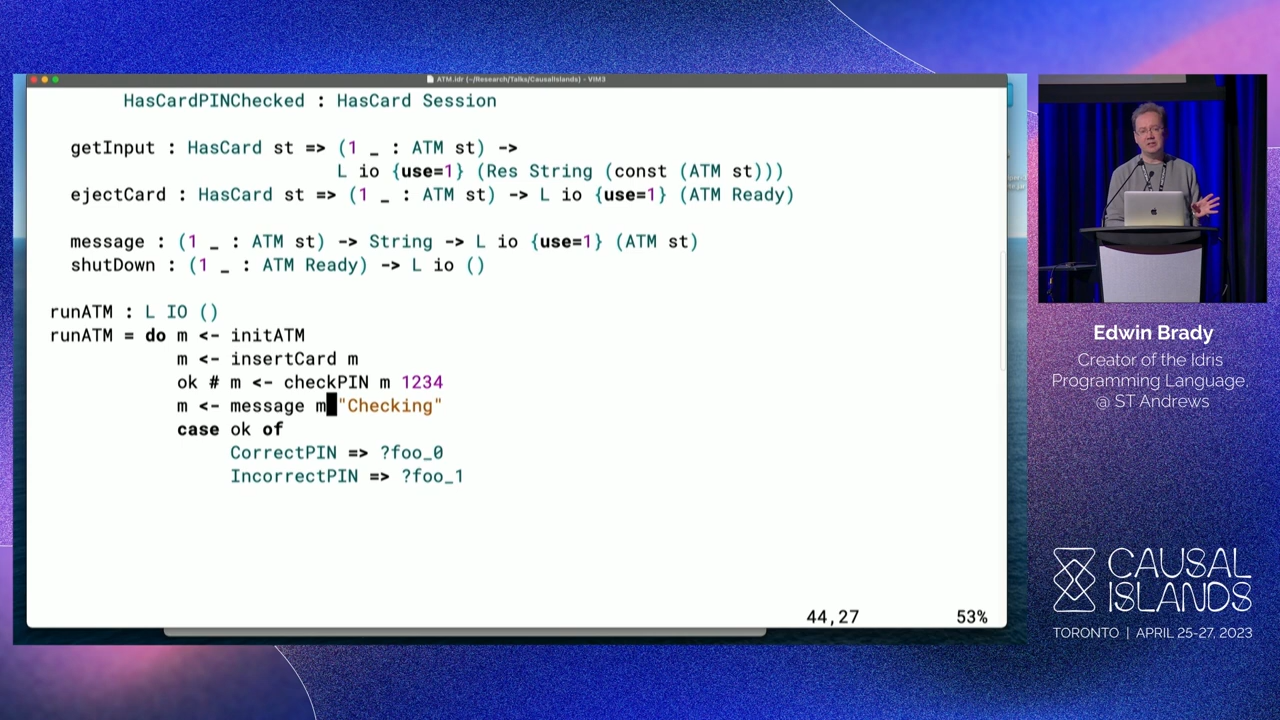 ATM.idr (~/Research/Talks/CausalIslands) - VIM3
HasCardPINChecked : HasCard Session
getInput : HasCard st => (1 _ : ATM st) ->
L io {use=1} (Res String (const (ATM st)))
ejectCard : HasCard st => (1 _ : ATM st) -> L io {use=1} (ATM Ready)
message : (1 _ : ATM st) -> String -> L io {use=1} (ATM st)
shutDown : (1 _ : ATM Ready) -> L io ()
runATM : L IO ()
runATM = do m <- initATM
m <- insertCard m
ok # m <- checkPIN m 1234
m <- message m "Checking"
case ok of
CorrectPIN => ?foo_0
IncorrectPIN => ?foo_1
44,27 53%
Edwin Brady
Creator of the Idris
Programming Language,
@ ST Andrews
CAUSAL
ISLANDS
TORONTO | APRIL 25-27, 2023